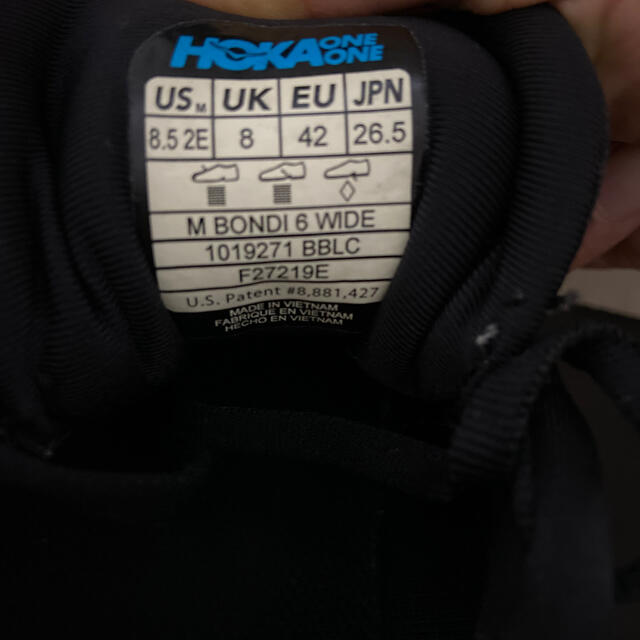 HOKA ONE ONE
USM UK EU JPN
8.5 2E 8 42 26.5
M BONDI 6 WIDE
1019271 BBLC
F27219E
U.S. Patent #8,881,427
MADE IN VIETNAM
FABRIQUE EN VIETNAM
HECHO EN VIETNAM